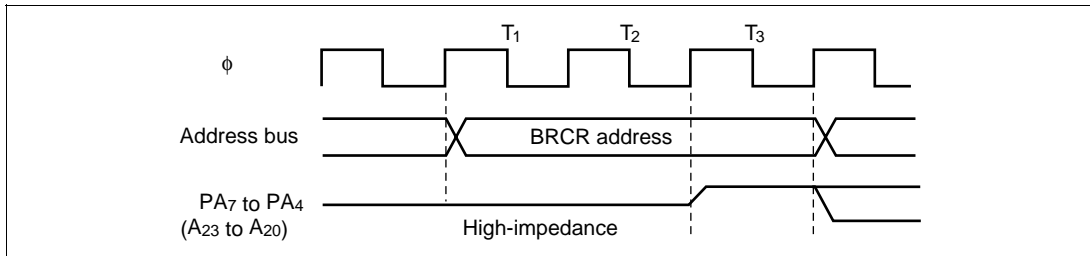 T1 T2 T3
φ
Address bus
BRCR address
PA7 to PA4
(A23 to A20)
High-impedance